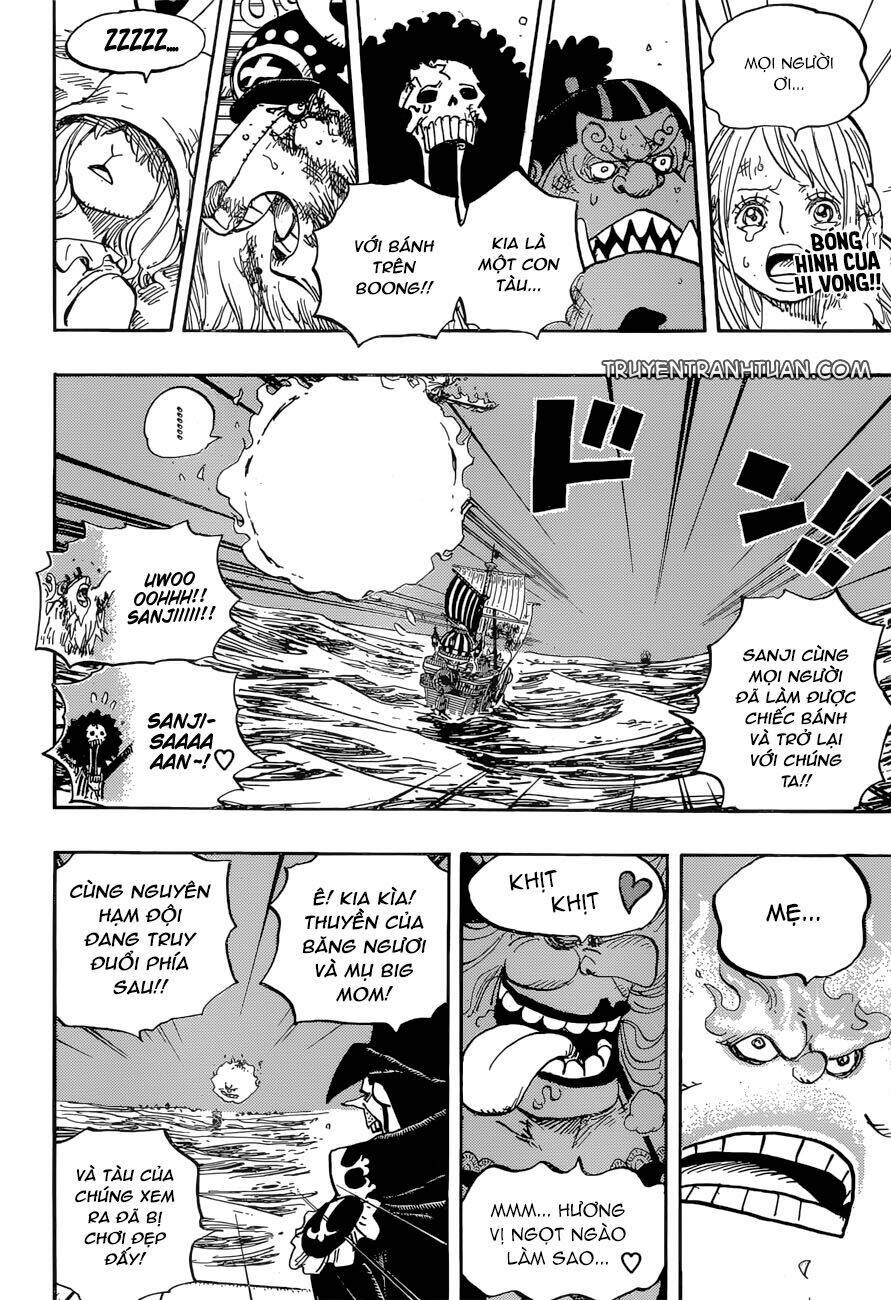 MỌI NGƯỜI
ƠI...
BÓNG
HÌNH CUA
HI VỌNG!!
KIA LÀ
MỘT CON
TÀU...
VỚI BÁNH
TRÊN
BOONG!!
ZZZZZ....
TRUYENTRANHTUAN.COM
ドン!!
SANJI CÙNG
MỌI NGƯỜI
ĐÃ LÀM ĐƯỢC
CHIẾC BÁNH
VÀ TRỞ LẠI
VỚI CHÚNG
TA!!
UWOO
OOHHH!!
SANJIIIII!!
SANJI-
SAAAA
AAN~! ♡
MẸ...
KHỊT
KHỊT
MMM... HƯƠNG
VỊ NGỌT NGÀO
LÀM SAO... ♡
Ê! KIA KÌA!
THUYỀN CỦA
BĂNG NGƯƠI
VÀ MỤ BIG
MOM!
CÙNG NGUYÊN
HẠM ĐỘI
ĐANG TRUY
ĐUỔI PHÍA
SAU!!
VÀ TÀU CỦA
CHÚNG XEM
RA ĐÃ BỊ
CHƠI ĐẸP
ĐẤY!